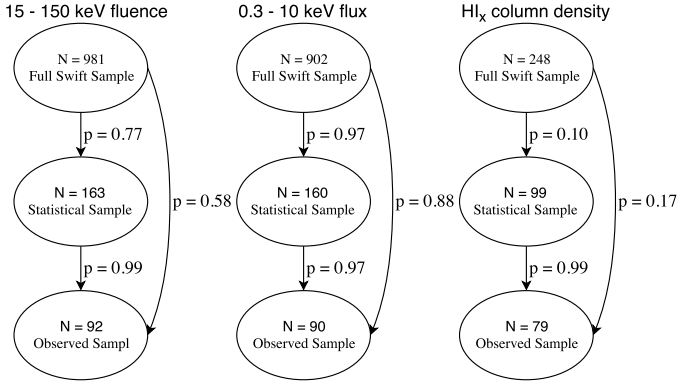 15 - 150 keV fluence
N = 981
Full Swift Sample
p = 0.77
N = 163
Statistical Sample
p = 0.58
p = 0.99
N = 92
Observed Sampl
0.3 - 10 keV flux
N = 902
Full Swift Sample
p = 0.97
N = 160
Statistical Sample
p = 0.88
p = 0.97
N = 90
Observed Sample
HIx column density
N = 248
Full Swift Sample
p = 0.10
N = 99
Statistical Sample
p = 0.17
p = 0.99
N = 79
Observed Sample